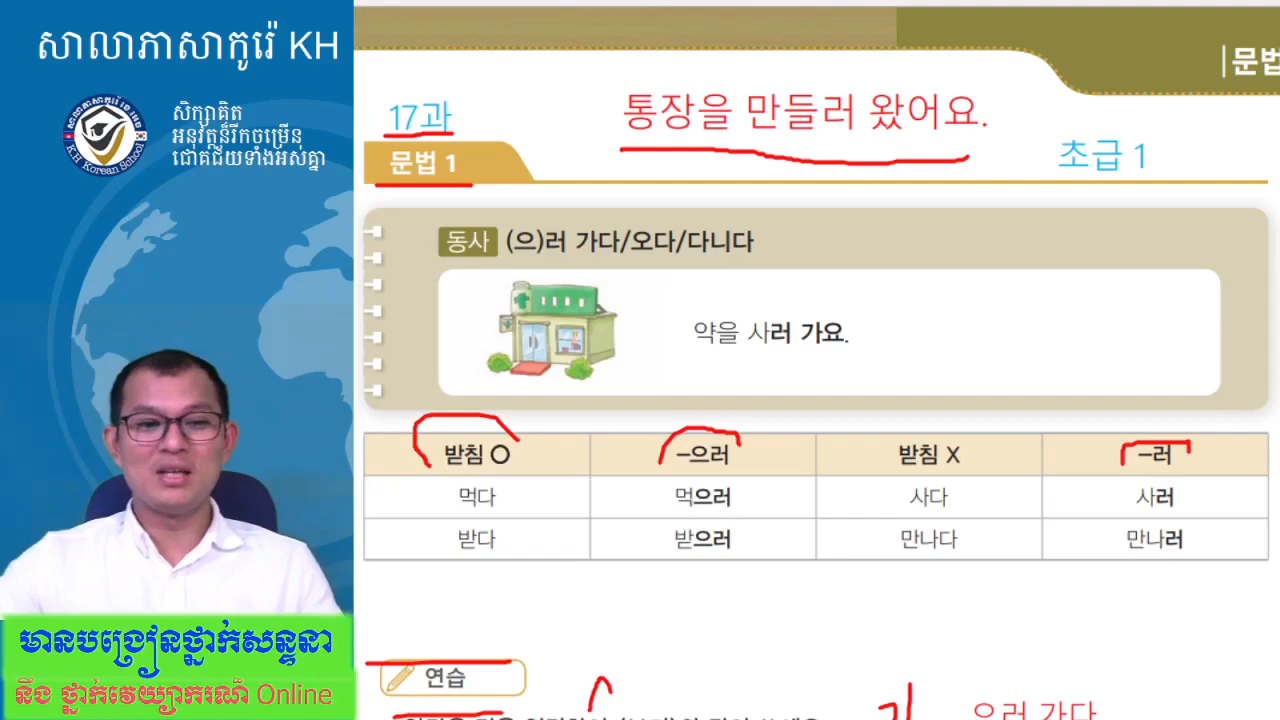 សាលាភាសាកូរ៉េ KH
សិក្សាគិត
អនុវត្តន៍រីកចម្រើន
ជោគជ័យទាំងអស់គ្នា
K.H Korean School
មានបង្រៀនថ្នាក់សន្ទនា
និង ថ្នាក់វេយ្យាករណ៍ Online
문법
17과
통장을 만들러 왔어요.
초급 1
문법 1
동사 (으)러 가다/오다/다니다
약을 사러 가요.
받침 O –으러 받침 X –러
먹다 먹으러 사다 사러
받다 받으러 만나다 만나러
연습
으러 가다